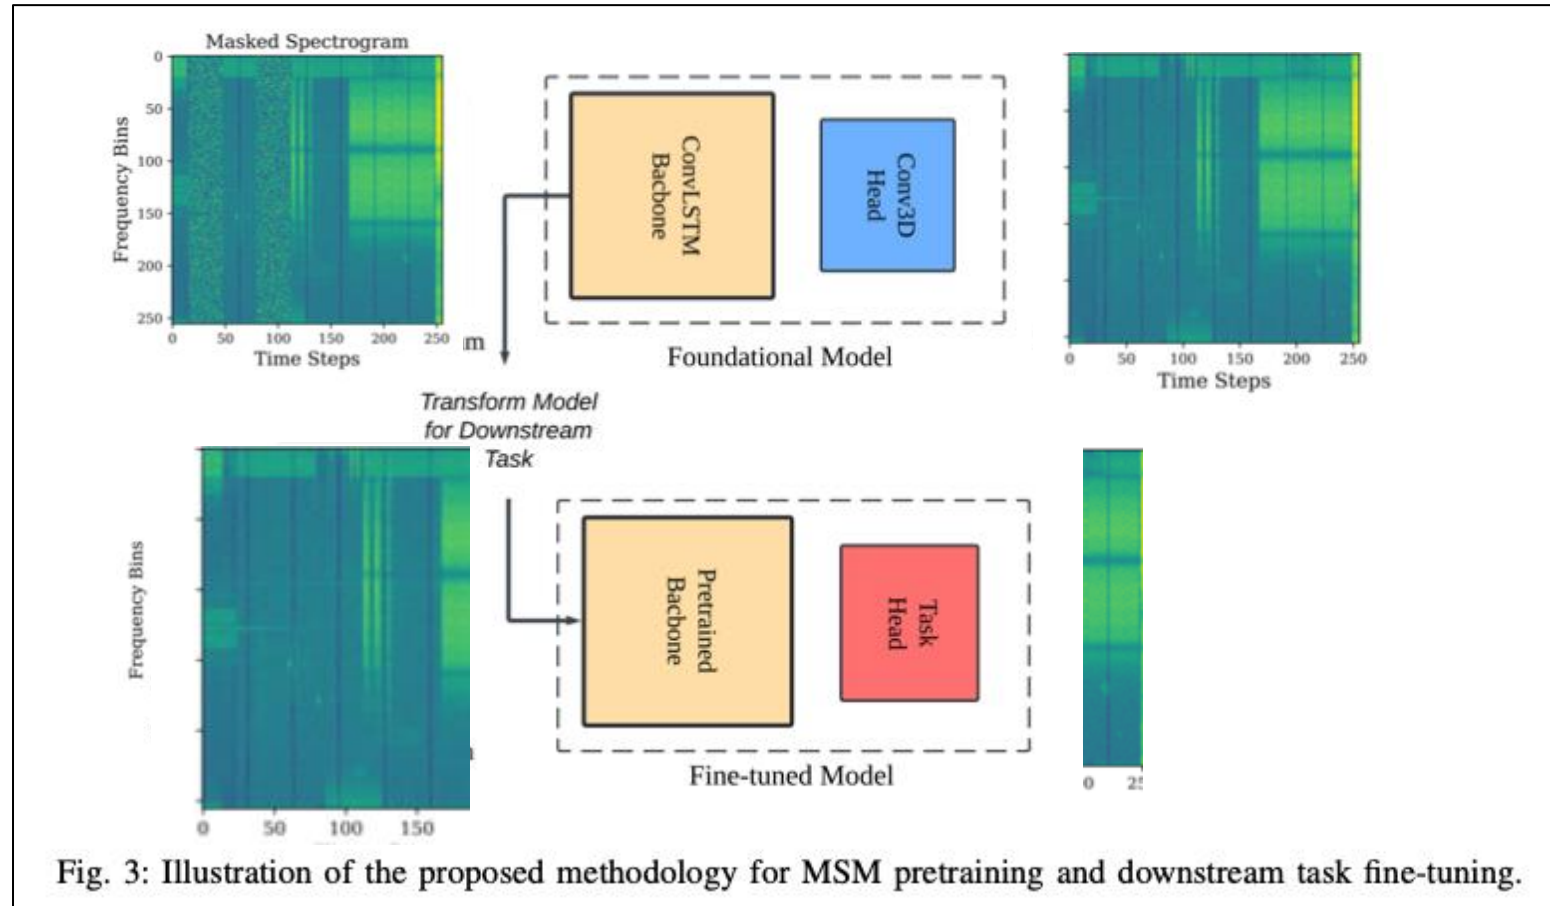 Masked Spectrogram
Frequency Bins
0
50
100
150
200
250
0 50 100 150 200 250
Time Steps
ConvLSTM
Bacbone
Conv3D
Head
Foundational Model
0 50 100 150 200 250
Time Steps
m
Transform Model
for Downstream
Task
Frequency Bins
0 50 100 150
Pretrained
Bacbone
Task
Head
Fine-tuned Model
0
Fig. 3: Illustration of the proposed methodology for MSM pretraining and downstream task fine-tuning.